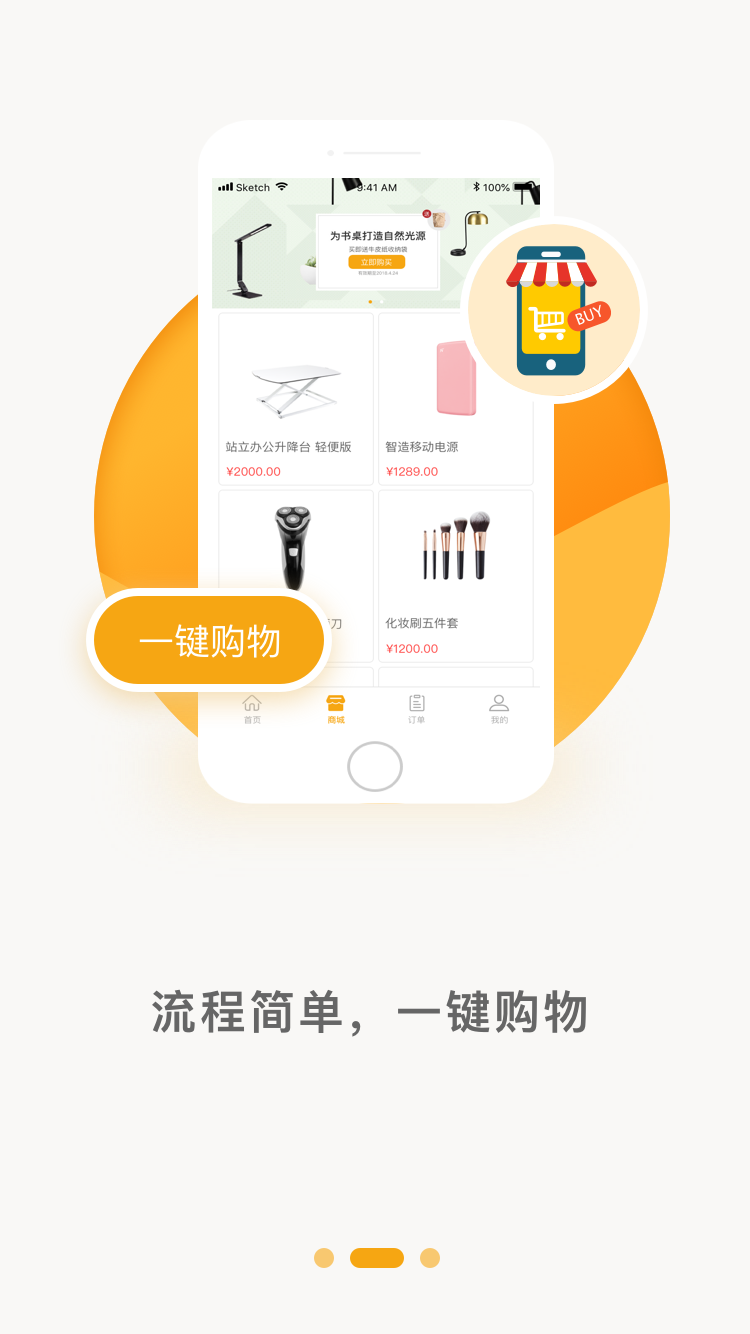 Sketch 9:41 AM 100%
送
为书桌打造自然光源
买即送牛皮纸收纳袋
立即购买
BUY
站立办公升降台 轻便版
¥2000.00
智造移动电源
¥1289.00
刀
化妆刷五件套
¥1200.00
一键购物
首页 商城 订单 我的
流程简单，一键购物